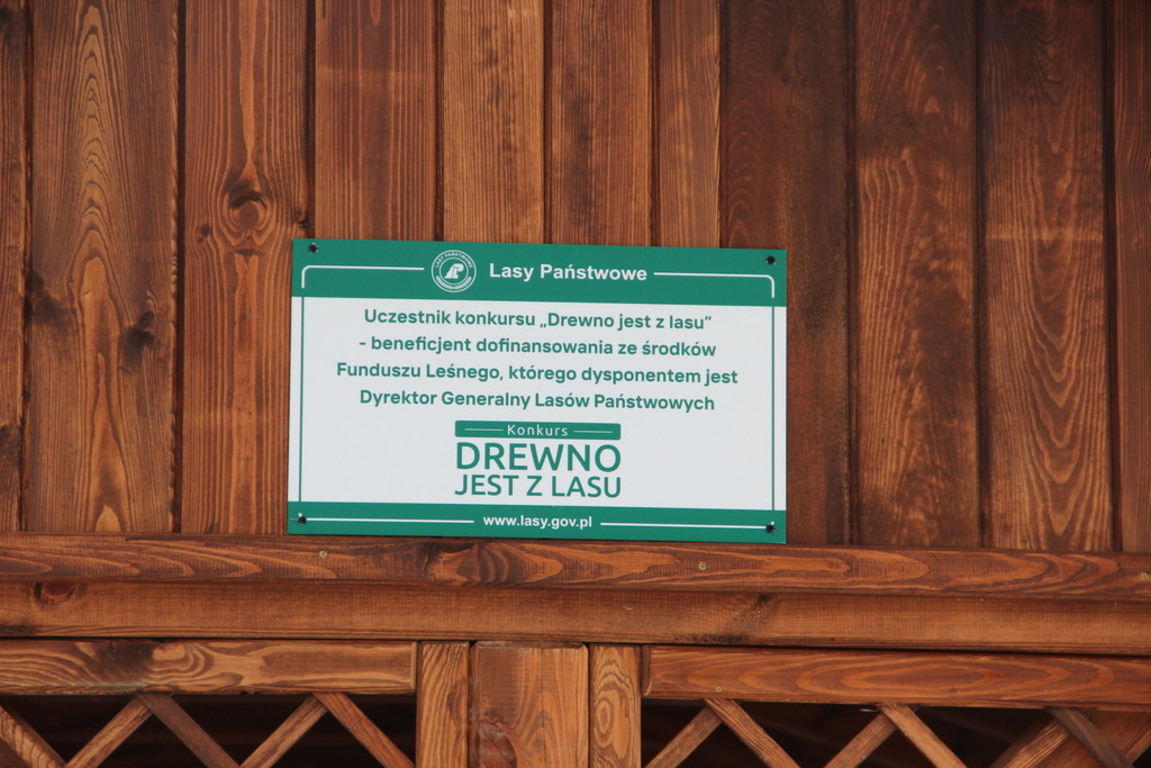 Lasy Państwowe
Uczestnik konkursu „Drewno jest z lasu”
- beneficjent dofinansowania ze środków
Funduszu Leśnego, którego dysponentem jest
Dyrektor Generalny Lasów Państwowych
Konkurs
DREWNO
JEST Z LASU
www.lasy.gov.pl